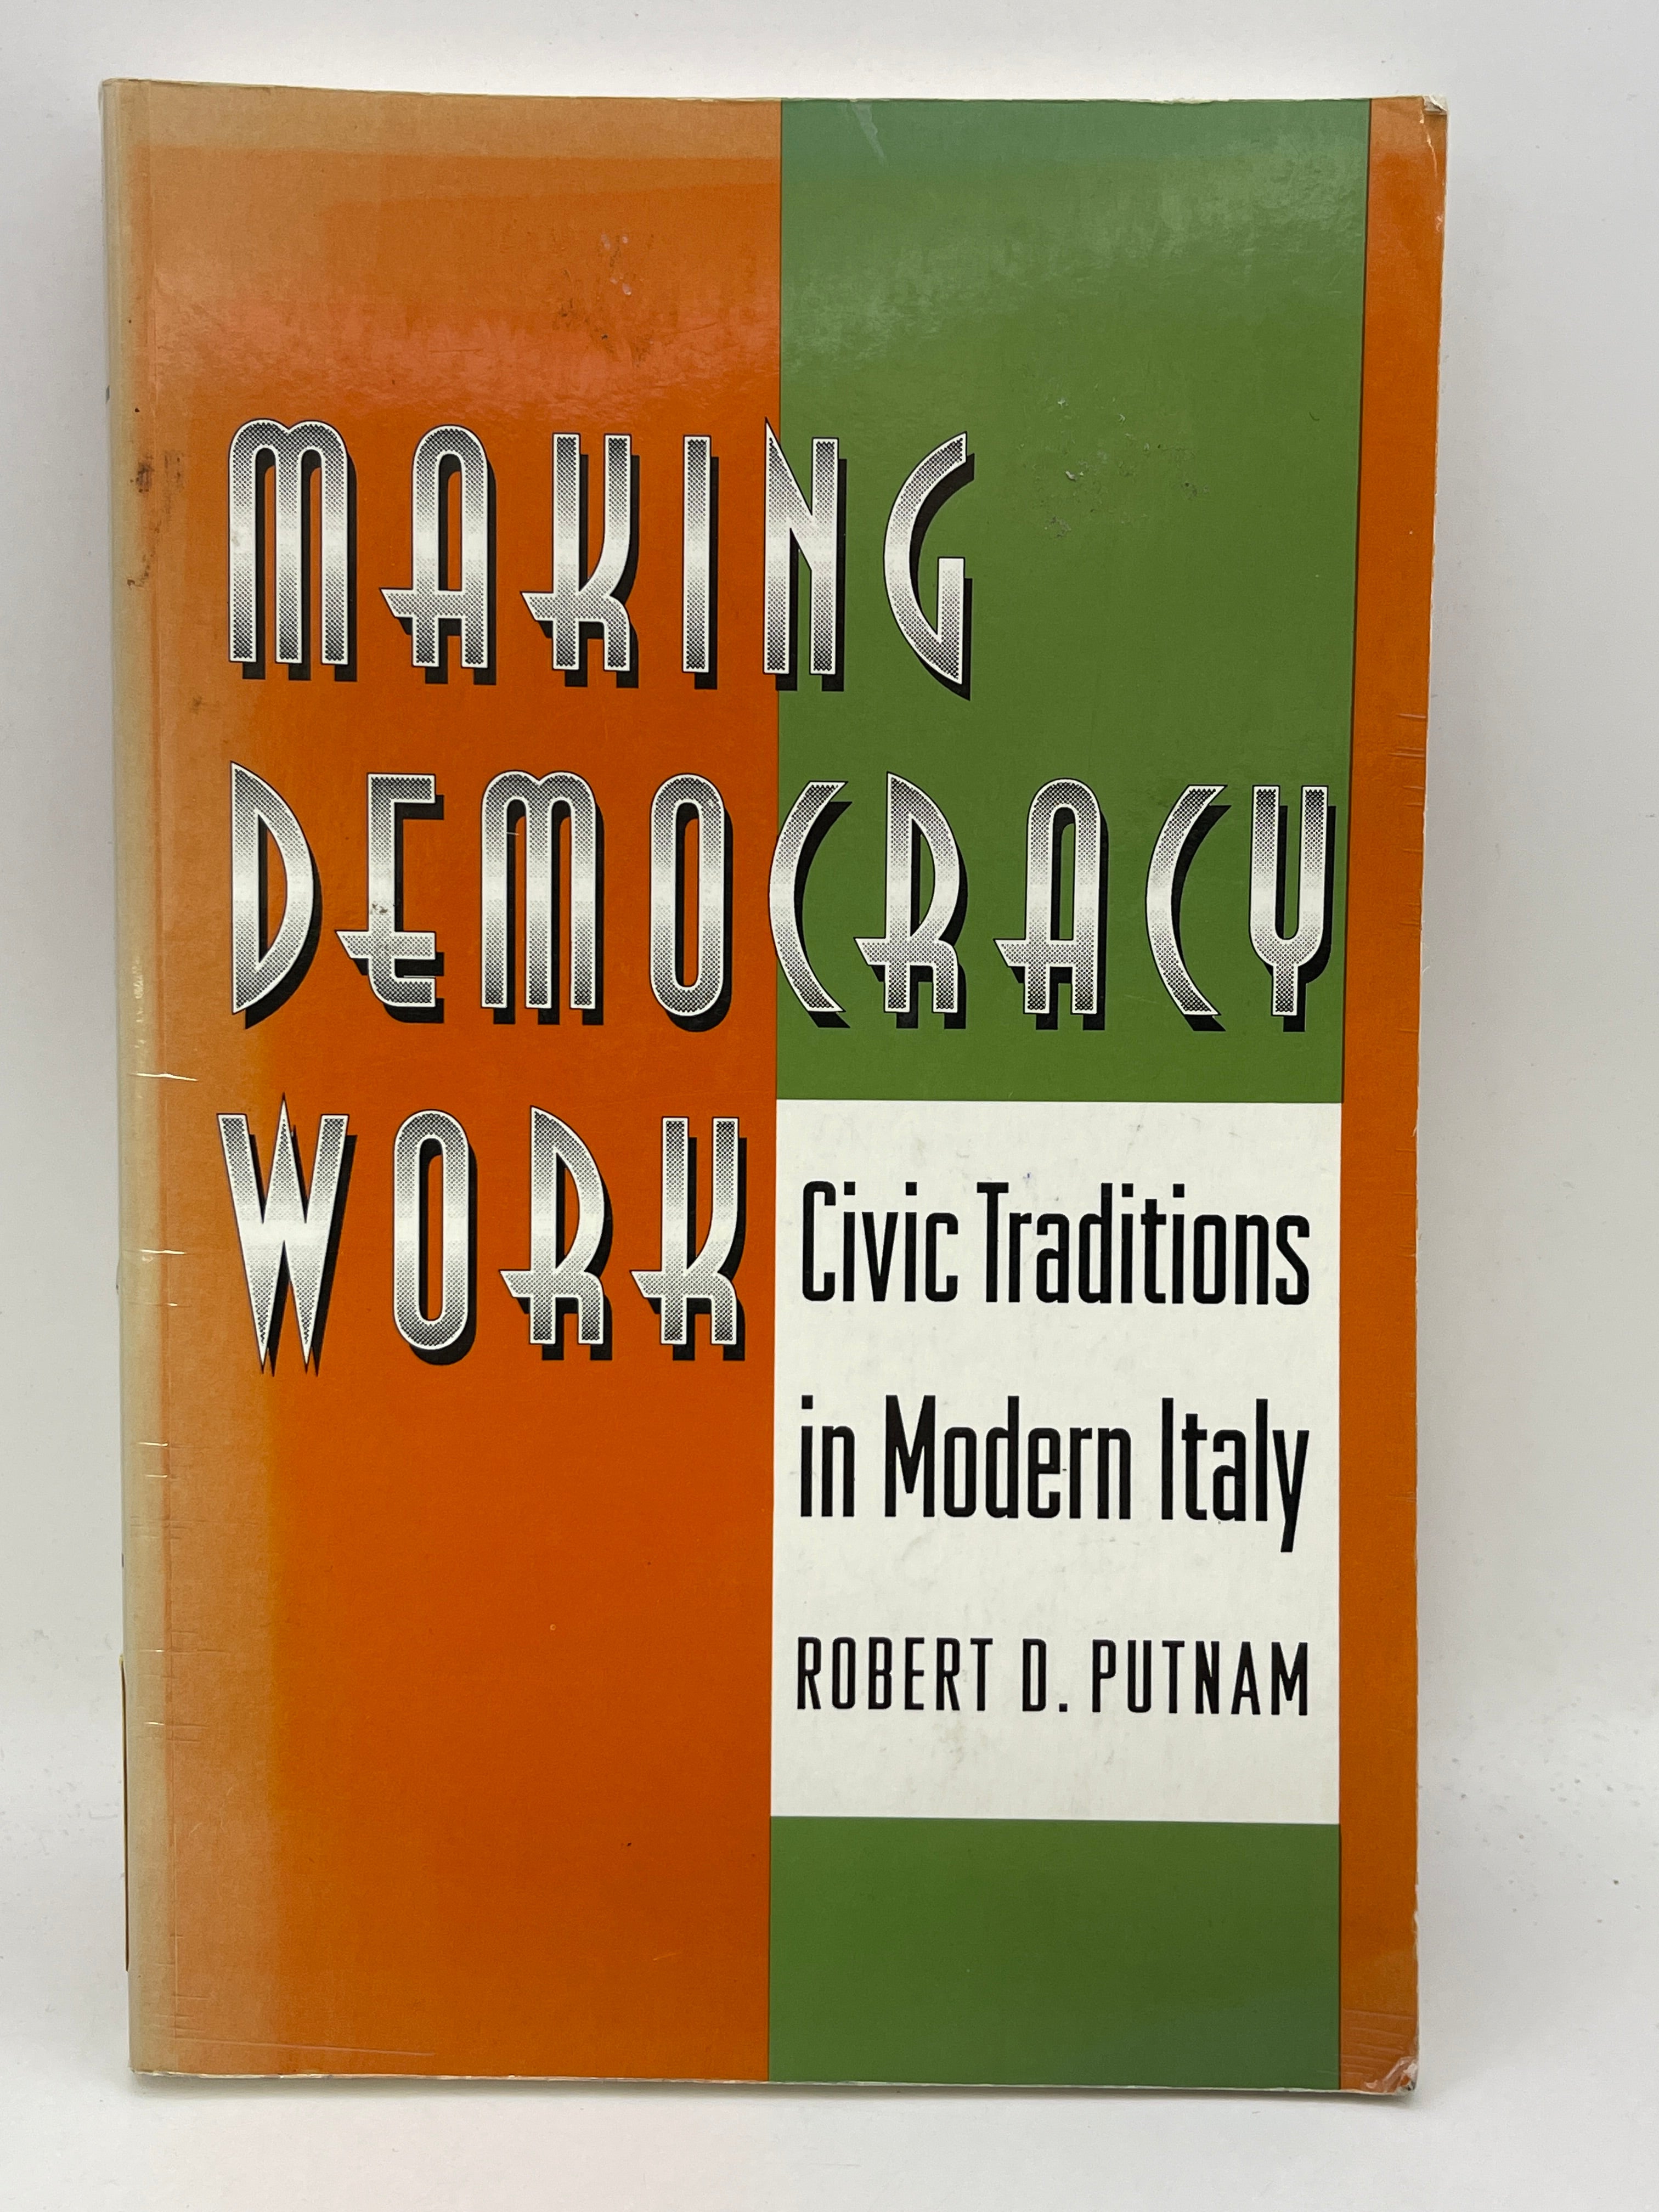 MAKING
DEMOCRACY
WORK
Civic Traditions
in Modern Italy
ROBERT D. PUTNAM